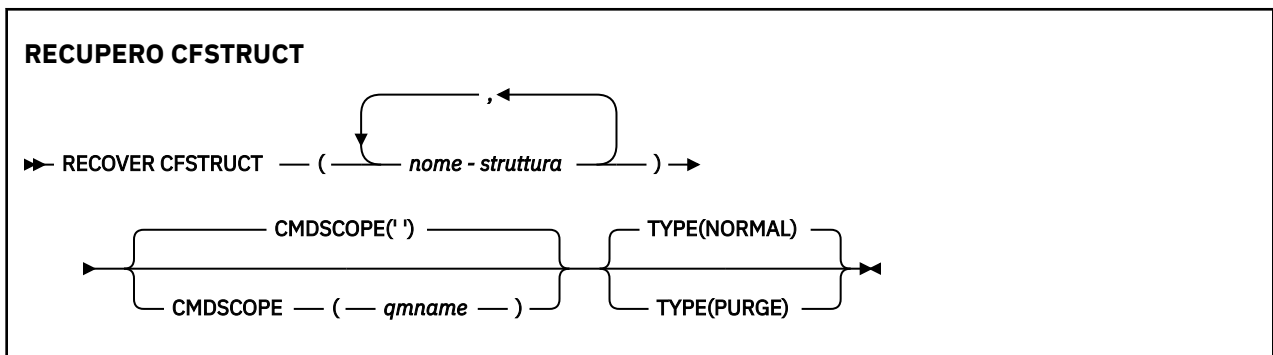 RECUPERO CFSTRUCT
,
RECOVER CFSTRUCT ( nome - struttura )
CMDSCOPE(' ') TYPE(NORMAL)
CMDSCOPE ( qmname ) TYPE(PURGE)